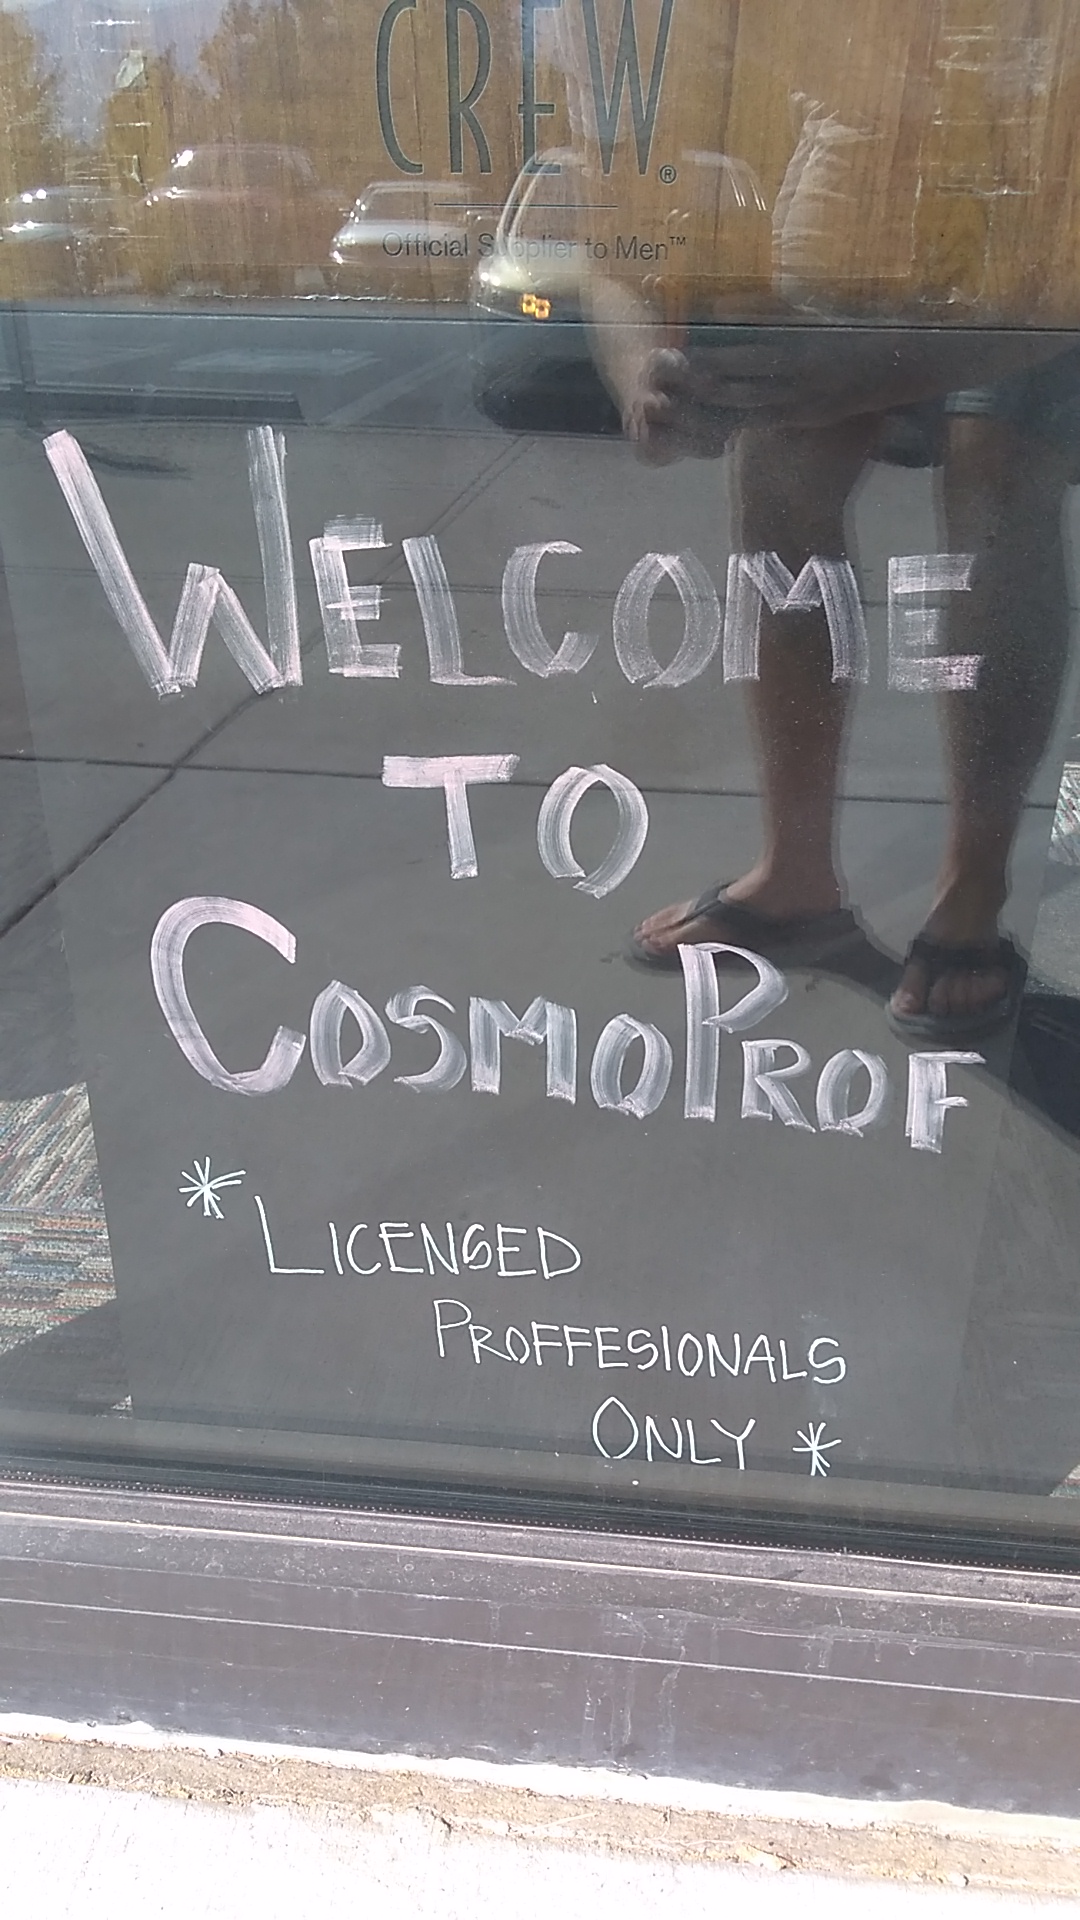 CREW®
Official Supplier to Men™
WELCOME
TO
COSMOPROF
*LICENSED
PROFFESIONALS
ONLY *